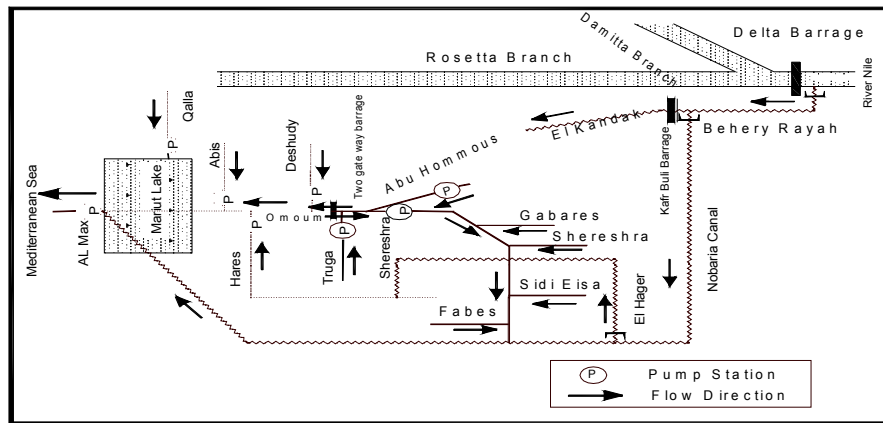 Delta Barrage
Damitta Branch
Rosetta Branch
River Nile
Qalla
P
El Kandak
Behery Rayah
Kafr Buli Barrage
Abis
Deshudy
Two gate way barrage
Abu Hommous
Mediterranean Sea
Mariut Lake
P
P
P
P
AL Max
P
Omoum
P
P
Gabares
Shereshra
Hares
Truga
Shereshra
Nobaria Canal
Sidi Eisa
El Hager
Fabes
P Pump Station
Flow Direction